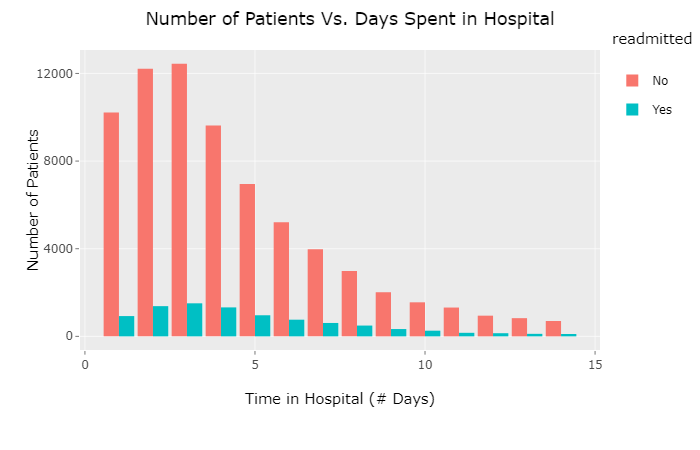 Number of Patients Vs. Days Spent in Hospital
readmitted
No
Yes
Number of Patients
12000
8000
4000
0
0 5 10 15
Time in Hospital (# Days)